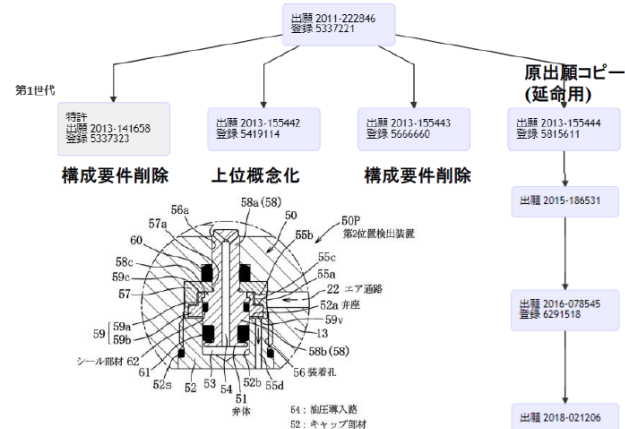 出願 2011-222846
登録 5337221
第1世代
原出願コピー
(延命用)
特許
出願 2013-141658
登録 5337323
出願 2013-155442
登録 5419114
出願 2013-155443
登録 5666660
出願 2013-155444
登録 5815611
構成要件削除
上位概念化
構成要件削除
出願 2015-186531
出願 2016-078545
登録 6291518
出願 2018-021206
58a(58)
56a
57a
50
50P
第2位置検出装置
60
55b
58c
59c
55c
55a
57
22 エア通路
52a 弁座
59
59a
59b
59v
13
シール部材 62
58b(58)
61
56 装着孔
52s
52
53
54
51
弁体
52b
55d
54：油圧導入路
52：キャップ部材